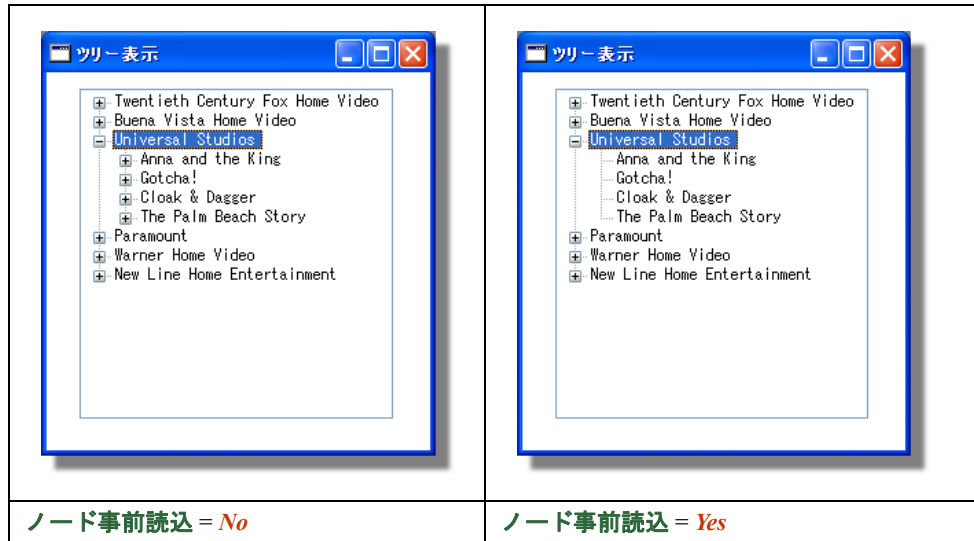 ツリー表示
Twentieth Century Fox Home Video
Buena Vista Home Video
Universal Studios
Anna and the King
Gotcha!
Cloak & Dagger
The Palm Beach Story
Paramount
Warner Home Video
New Line Home Entertainment
ノード事前読込 = No
ツリー表示
Twentieth Century Fox Home Video
Buena Vista Home Video
Universal Studios
Anna and the King
Gotcha!
Cloak & Dagger
The Palm Beach Story
Paramount
Warner Home Video
New Line Home Entertainment
ノード事前読込 = Yes